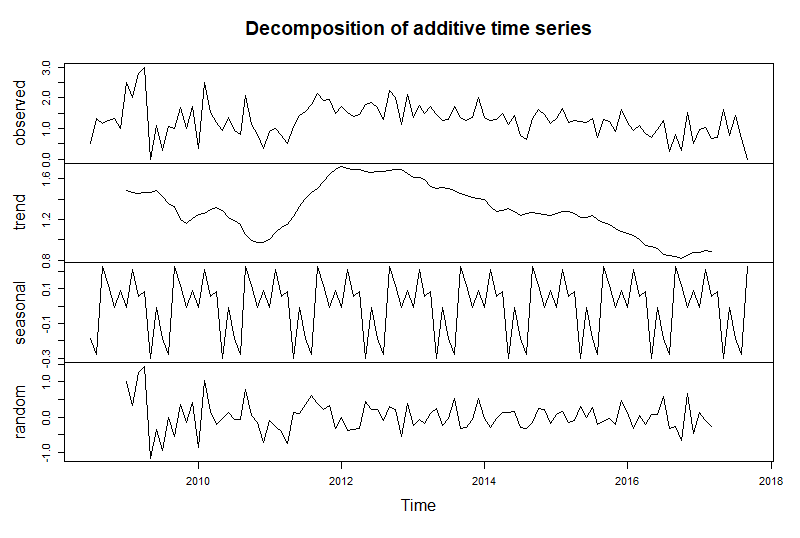 Decomposition of additive time series
observed
0.0 1.0 2.0 3.0
trend
0.8 1.2 1.6
seasonal
-0.3 -0.1 0.1
random
-1.0 0.0 1.0
2010 2012 2014 2016 2018
Time